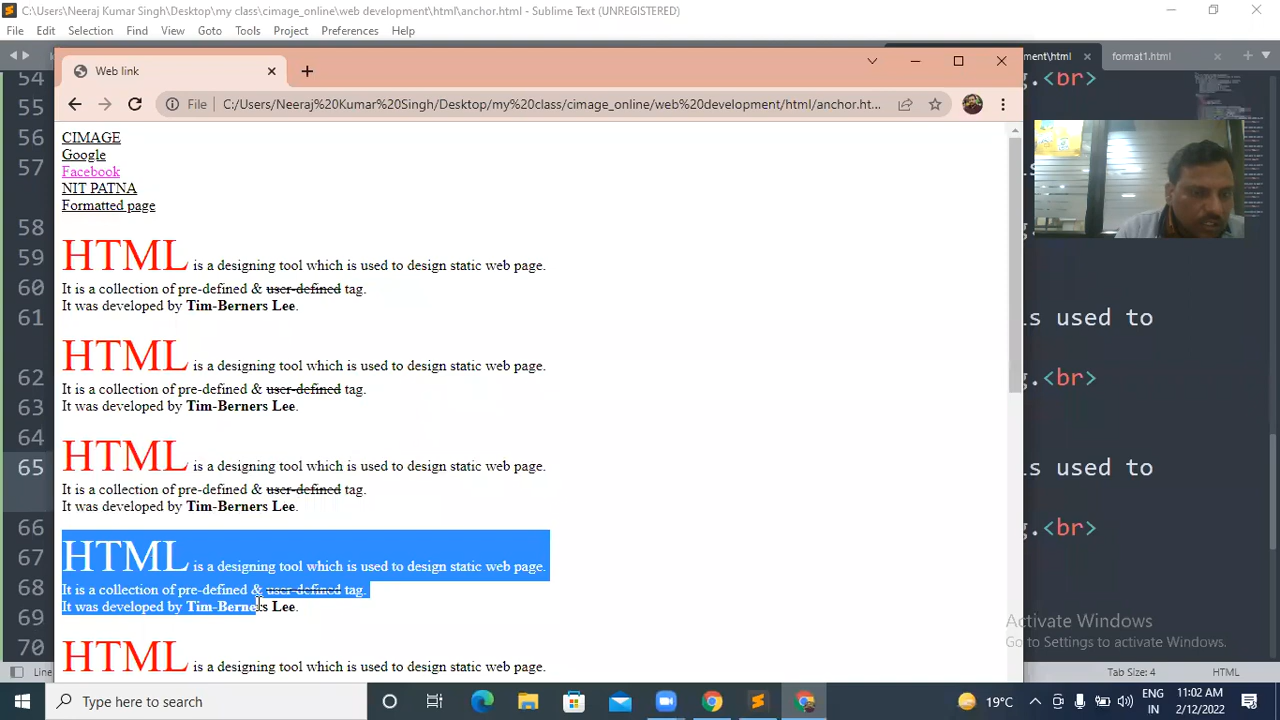 C:\Users\Neeraj Kumar Singh\Desktop\my class\cimage_online\web development\html\anchor.html - Sublime Text (UNREGISTERED)
File Edit Selection Find View Goto Tools Project Preferences Help
Web link
ment\html
format1.html
File C:/Users/Neeraj%20Kumar%20Singh/Desktop/my%20class/cimage_online/web%20development/html/anchor.ht...
CIMAGE
Google
Facebook
NIT PATNA
Formatted page
HTML is a designing tool which is used to design static web page.
It is a collection of pre-defined & user-defined tag.
It was developed by Tim-Berners Lee.
HTML is a designing tool which is used to design static web page.
It is a collection of pre-defined & user-defined tag.
It was developed by Tim-Berners Lee.
HTML is a designing tool which is used to design static web page.
It is a collection of pre-defined & user-defined tag.
It was developed by Tim-Berners Lee.
HTML is a designing tool which is used to design static web page.
It is a collection of pre-defined & user-defined tag.
It was developed by Tim-Berners Lee.
HTML is a designing tool which is used to design static web page.
54
55
56
57
58
59
60
61
62
63
64
65
66
67
68
69
70
g.<br>
s used to
g.<br>
s used to
g.<br>
Activate Windows
Go to Settings to activate Windows.
Line
Tab Size: 4
HTML
Type here to search
19°C
ENG
IN
11:02 AM
2/12/2022